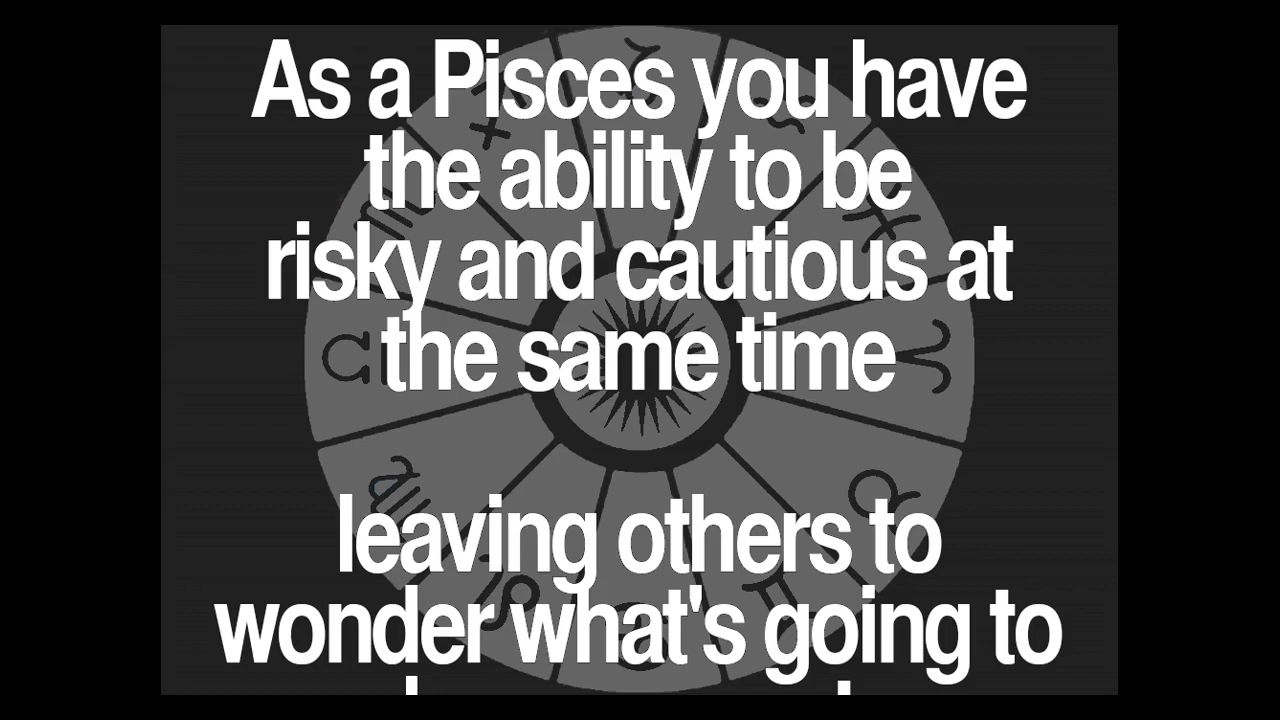 As a Pisces you have
the ability to be
risky and cautious at
the same time
leaving others to
wonder what's going to